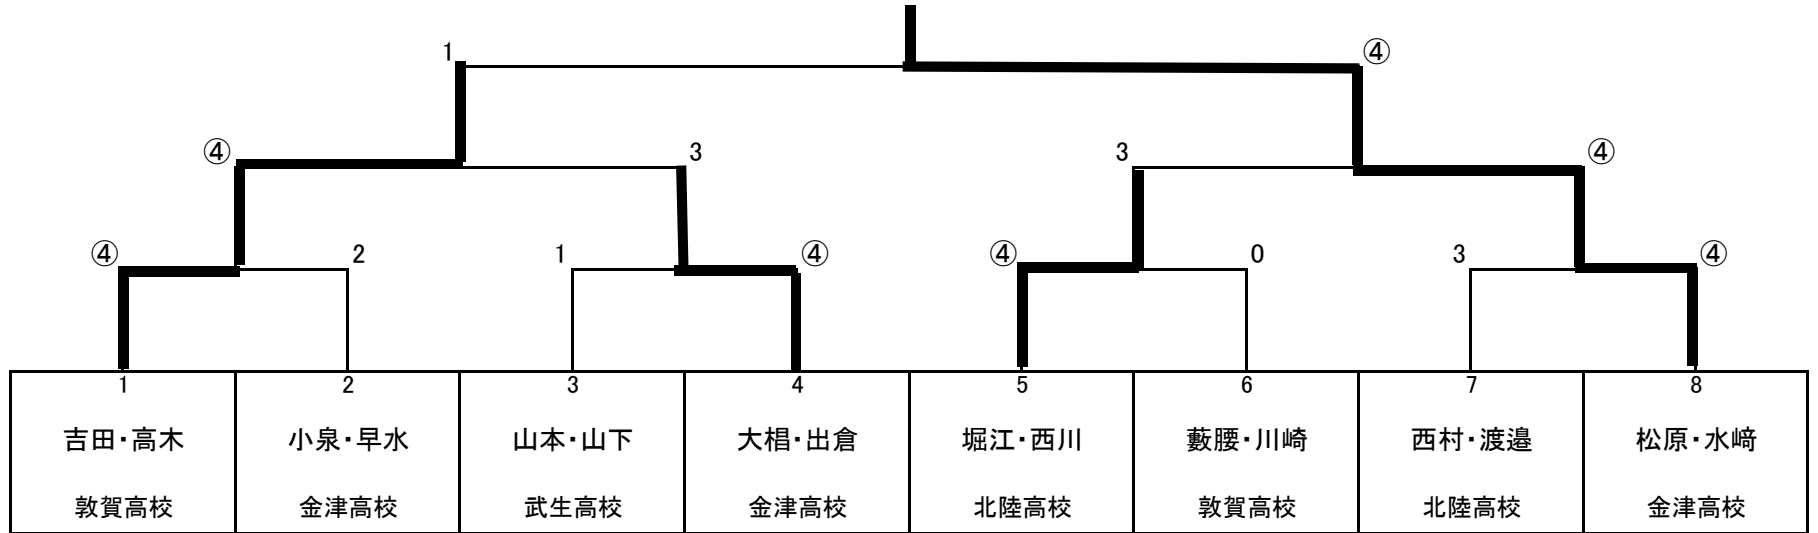 1 ④
④ 3 3 ④
④ 2 1 ④ ④ 0 3 ④
1 2 3 4 5 6 7 8
吉田・高木 小泉・早水 山本・山下 大椙・出倉 堀江・西川 藪腰・川崎 西村・渡邉 松原・水﨑
敦賀高校 金津高校 武生高校 金津高校 北陸高校 敦賀高校 北陸高校 金津高校